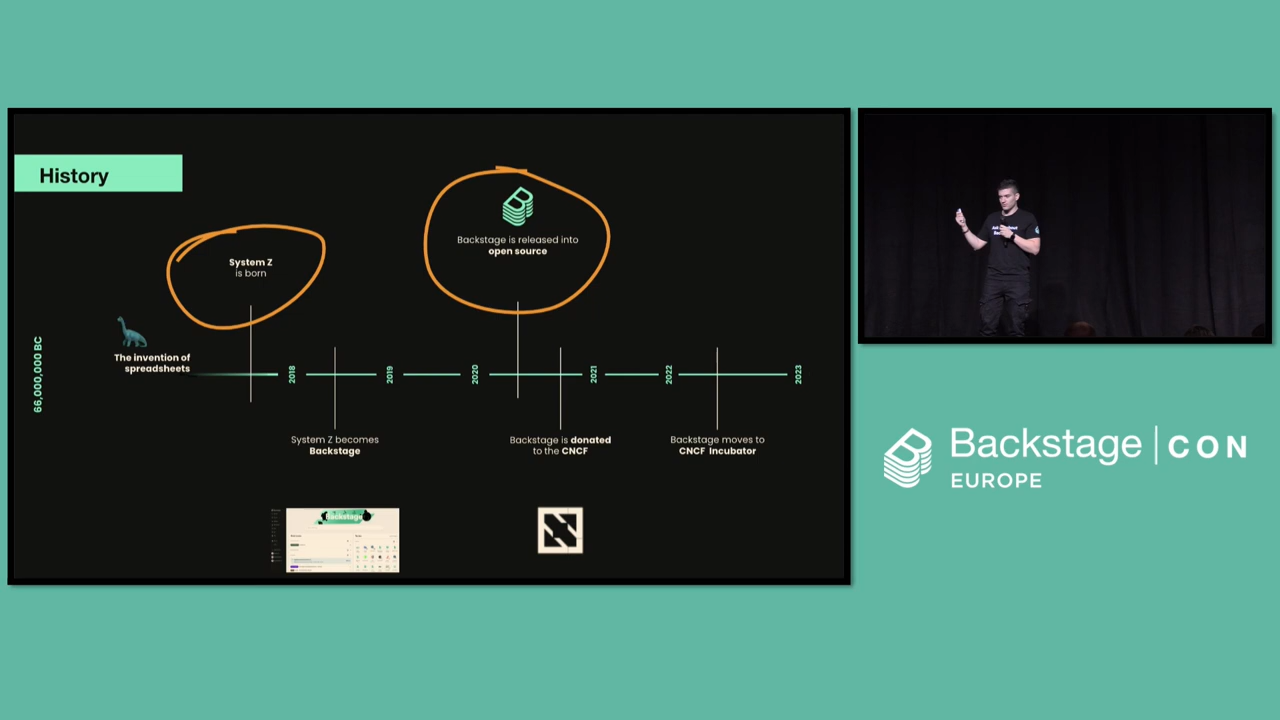 History
System Z
is born
Backstage is released into
open source
The invention of
spreadsheets
66,000,000 BC
2018
2019
2020
2021
2022
2023
System Z becomes
Backstage
Backstage is donated
to the CNCF
Backstage moves to
CNCF Incubator
Backstage
Backstage | CON
EUROPE